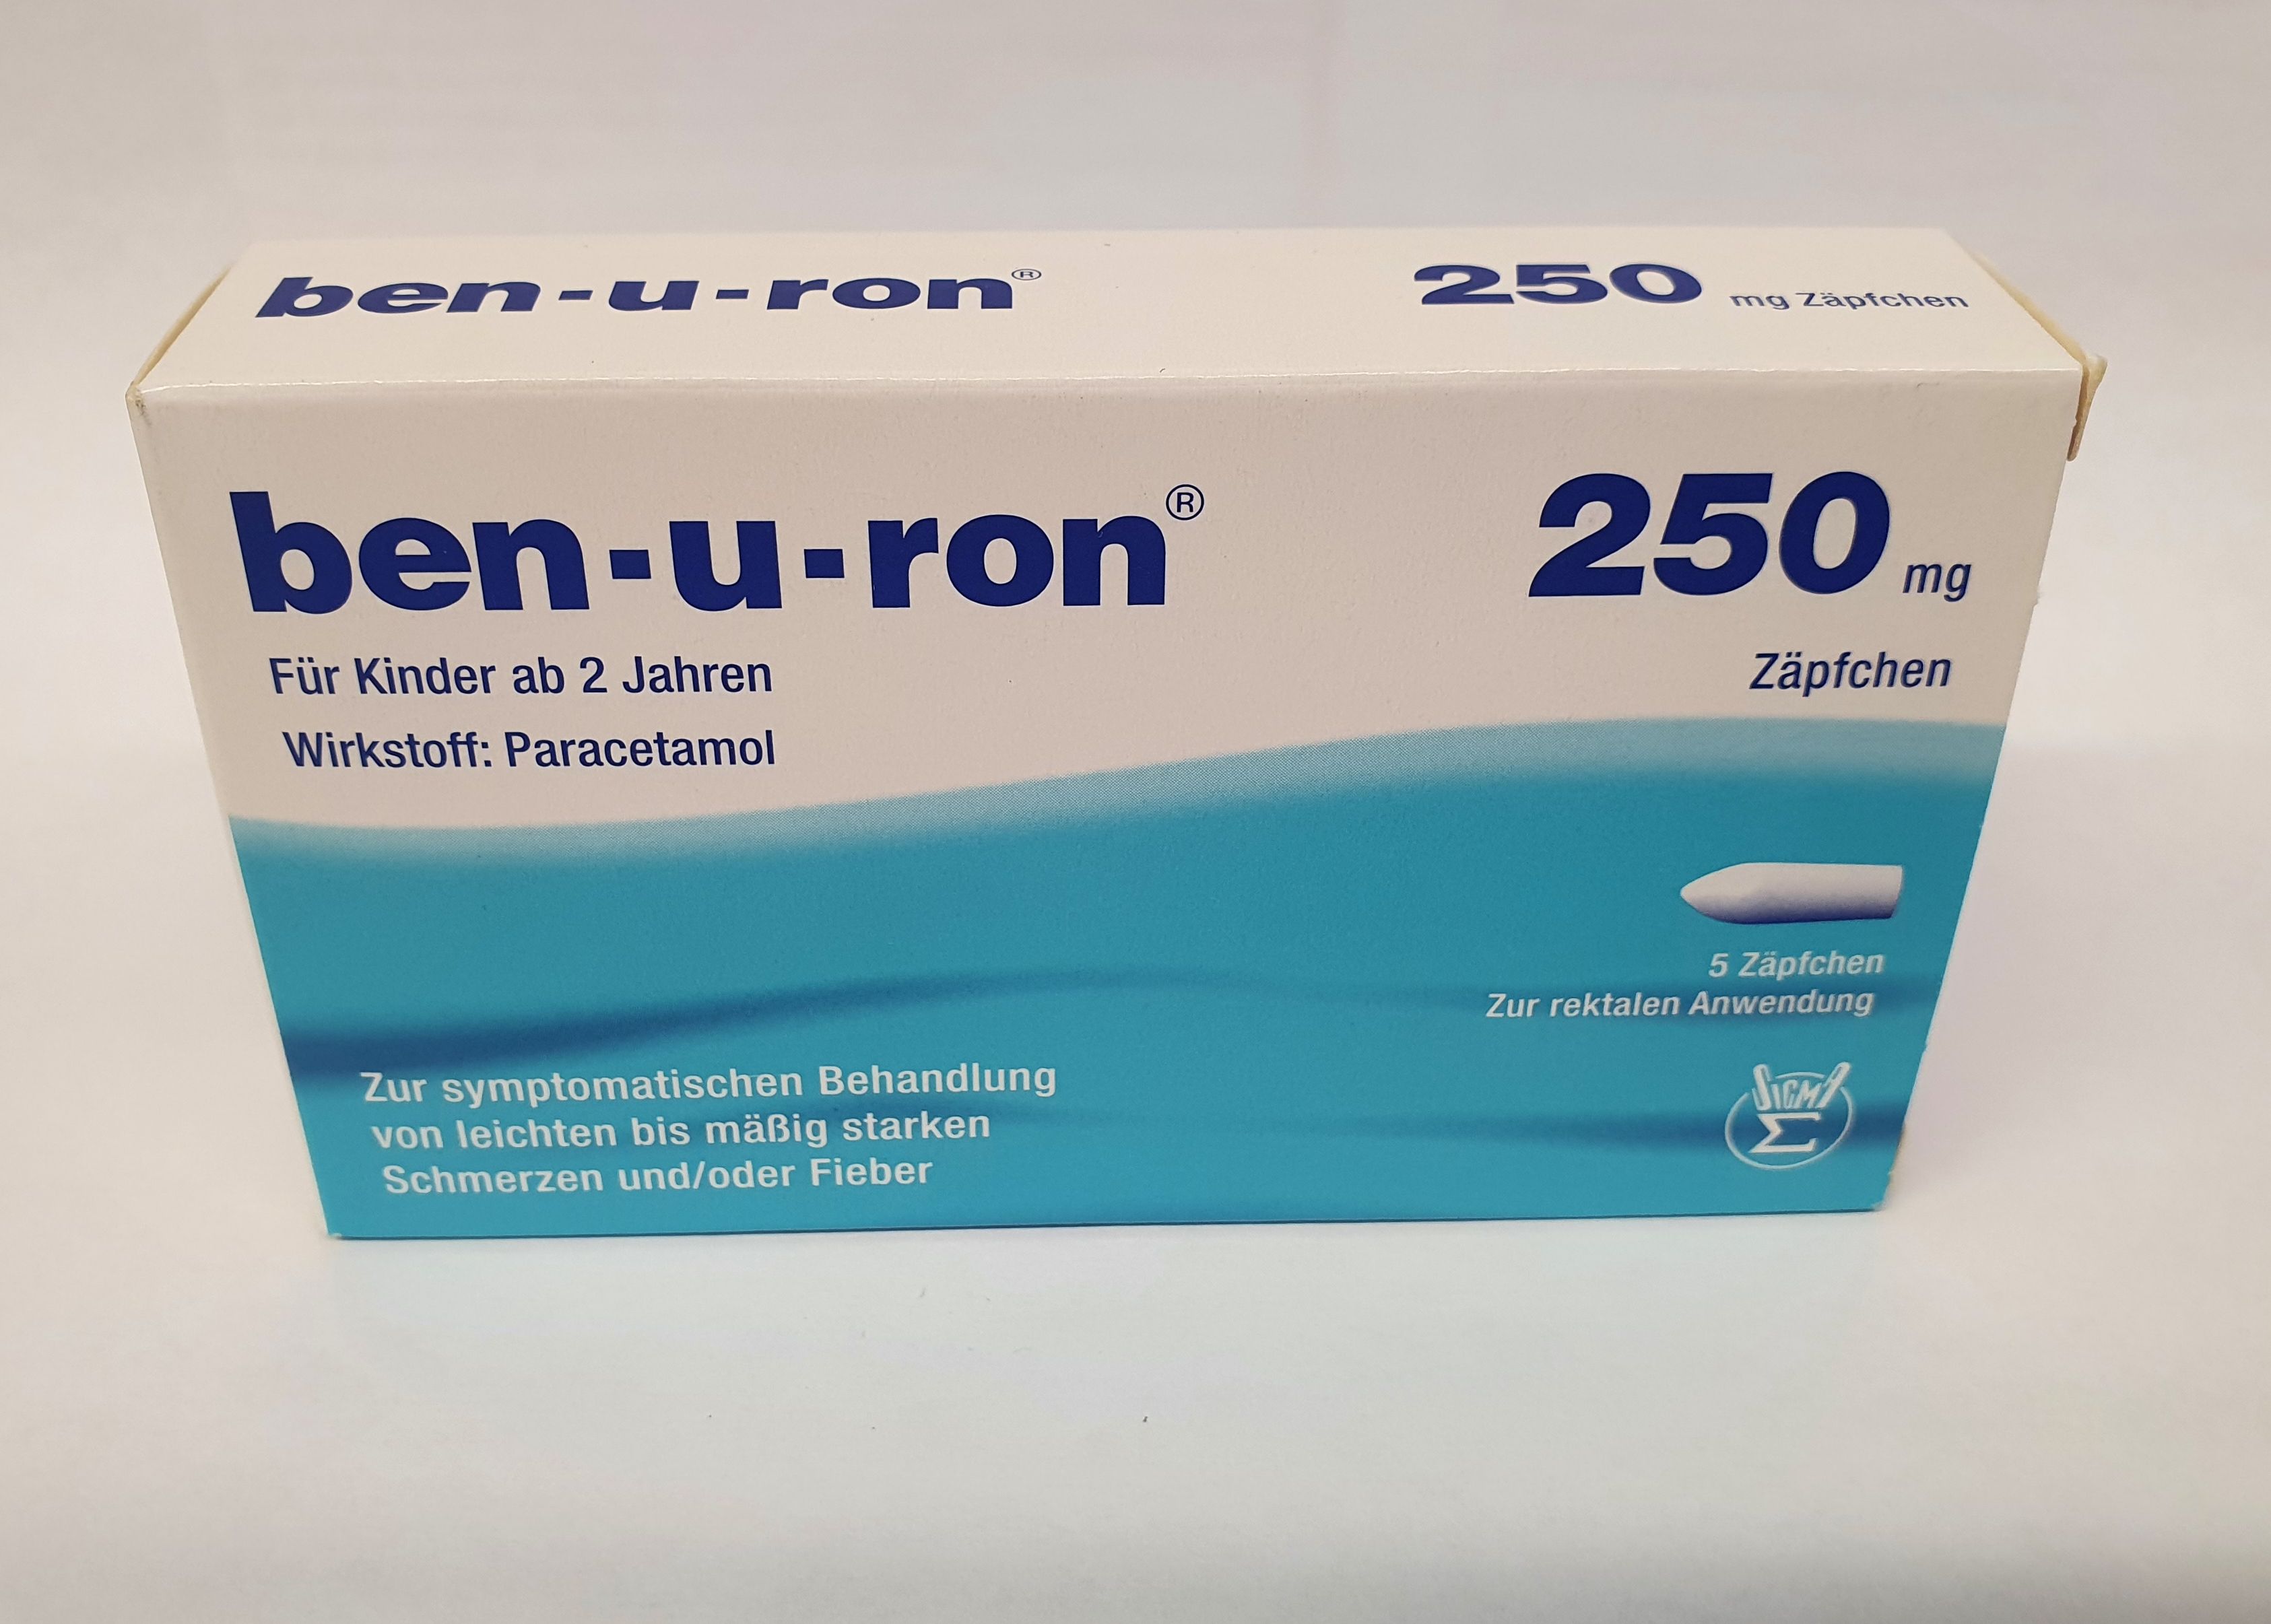 ben-u-ron® 250 mg Zäpfchen
ben-u-ron® 250 mg
Für Kinder ab 2 Jahren
Zäpfchen
Wirkstoff: Paracetamol
5 Zäpfchen
Zur rektalen Anwendung
Zur symptomatischen Behandlung
von leichten bis mäßig starken
Schmerzen und/oder Fieber
SIGMA
Σ